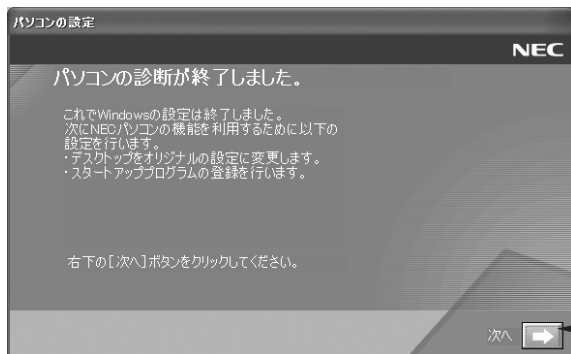 パソコンの設定
NEC
パソコンの診断が終了しました。
これでWindowsの設定は終了しました。
次にNECパソコンの機能を利用するために以下の
設定を行います。
・デスクトップをオリジナルの設定に変更します。
・スタートアッププログラムの登録を行います。
右下の[次へ]ボタンをクリックしてください。
次へ